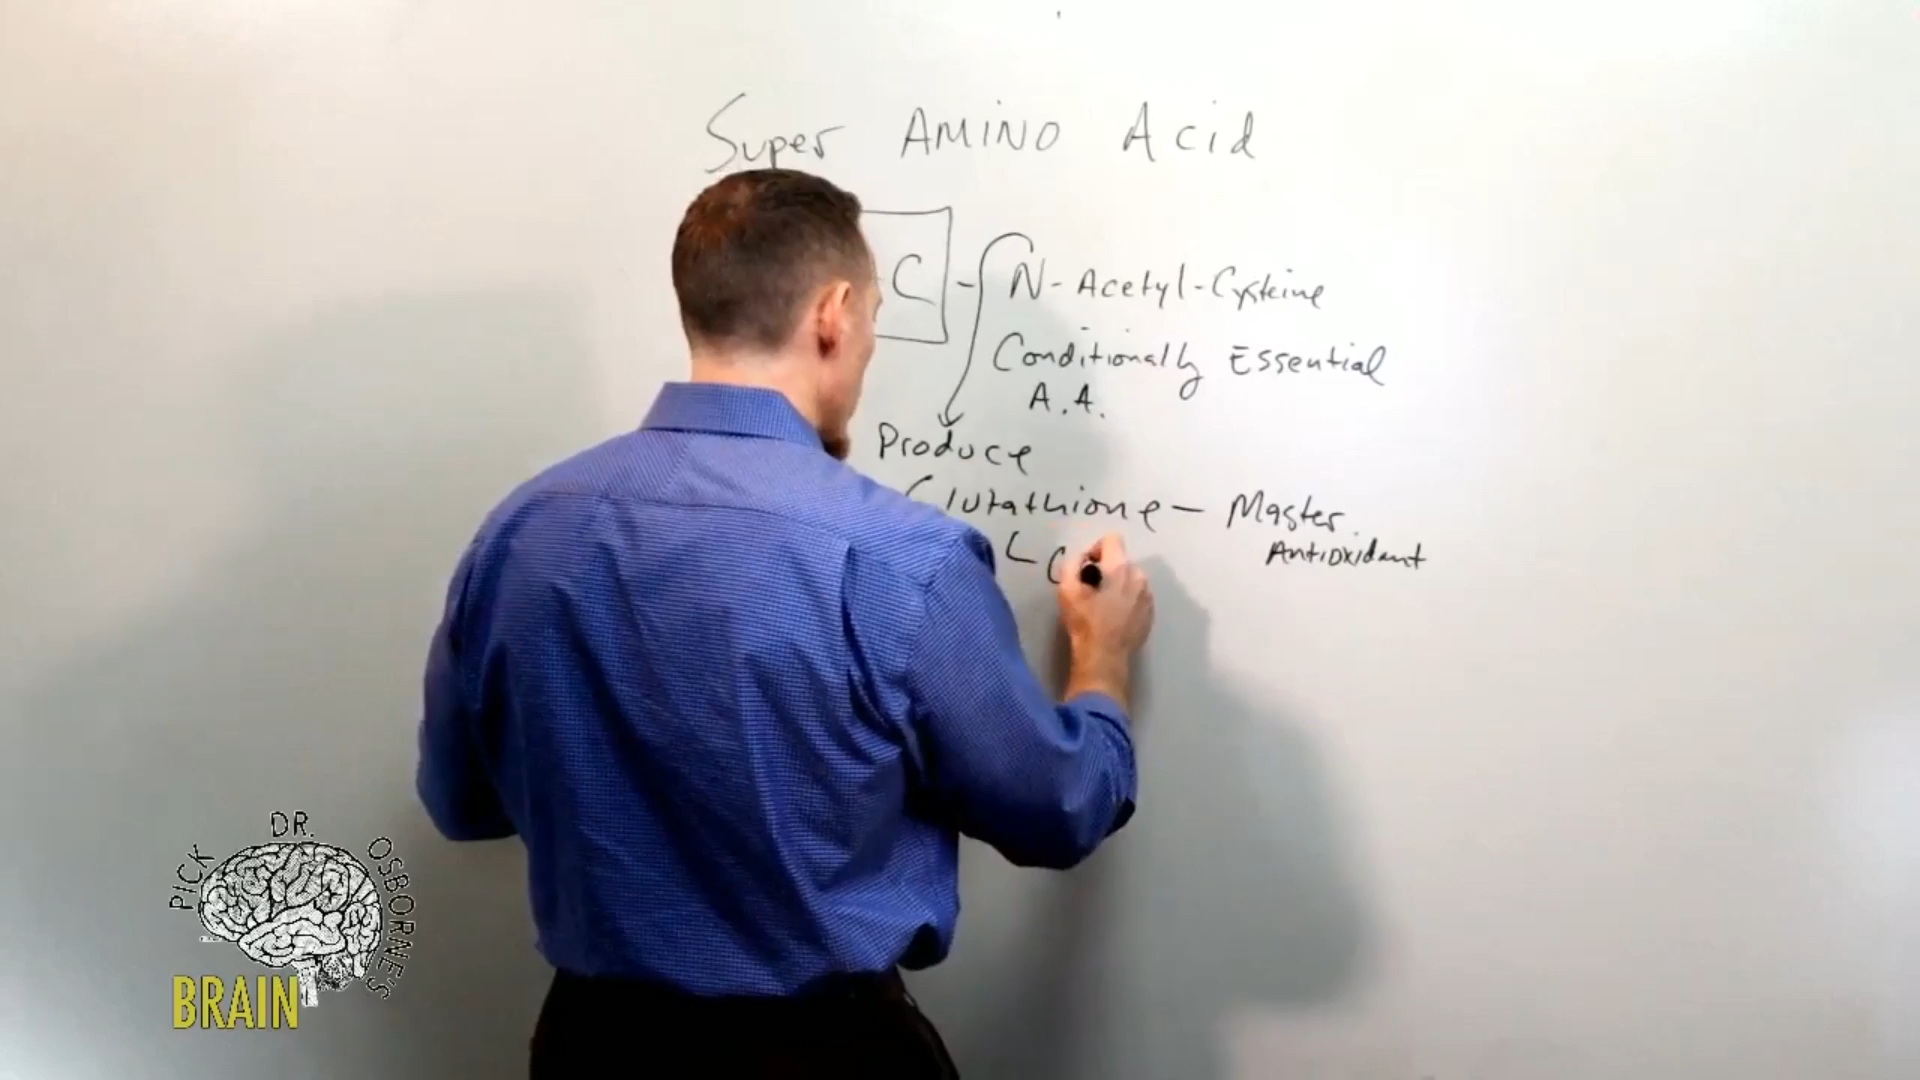 Super AMINO Acid
C - N-Acetyl-Cysteine
Conditionally Essential
A.A.
Produce
Glutathione - Master
Antioxidant
PICK DR. OSBORNE'S
BRAIN